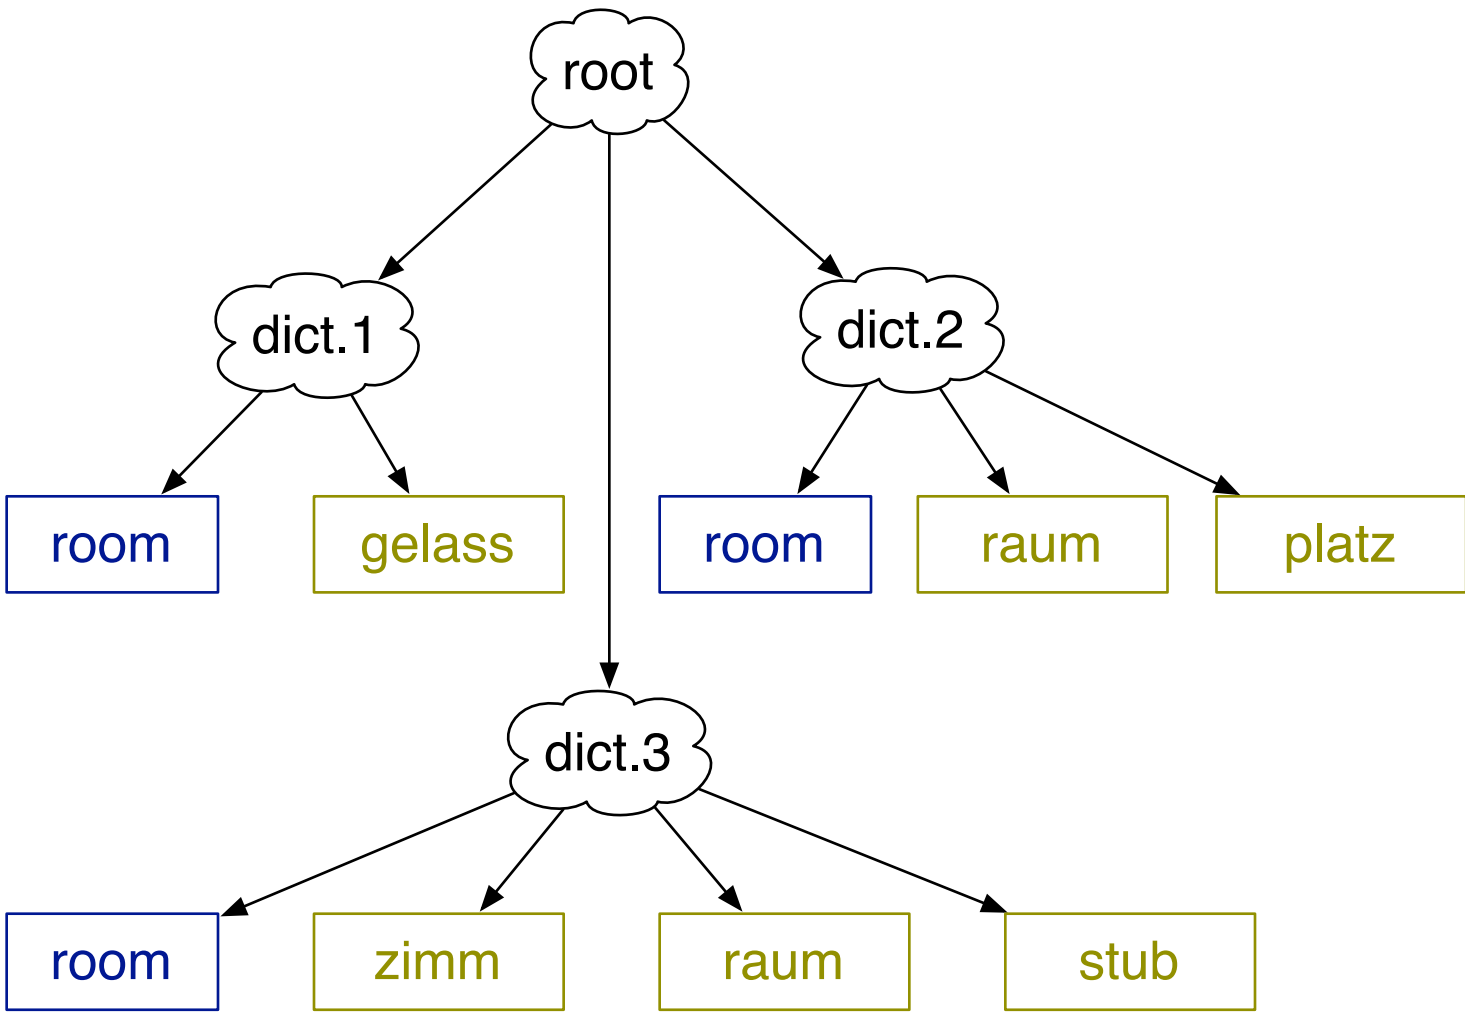 root
dict.1
dict.2
room
gelass
room
raum
platz
dict.3
room
zimm
raum
stub